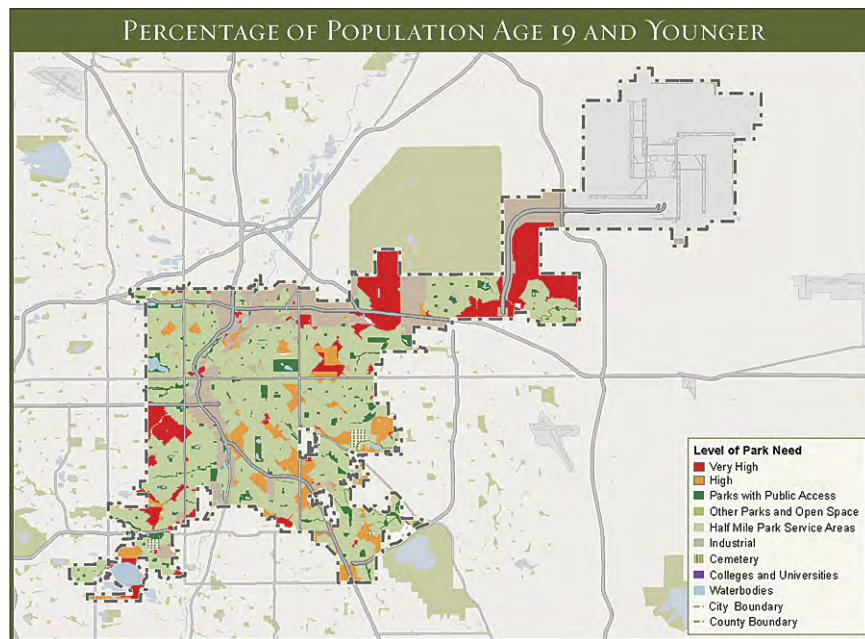 Percentage of Population Age 19 and Younger
Level of Park Need
Very High
High
Parks with Public Access
Other Parks and Open Space
Half Mile Park Service Areas
Industrial
Cemetery
Colleges and Universities
Waterbodies
City Boundary
County Boundary